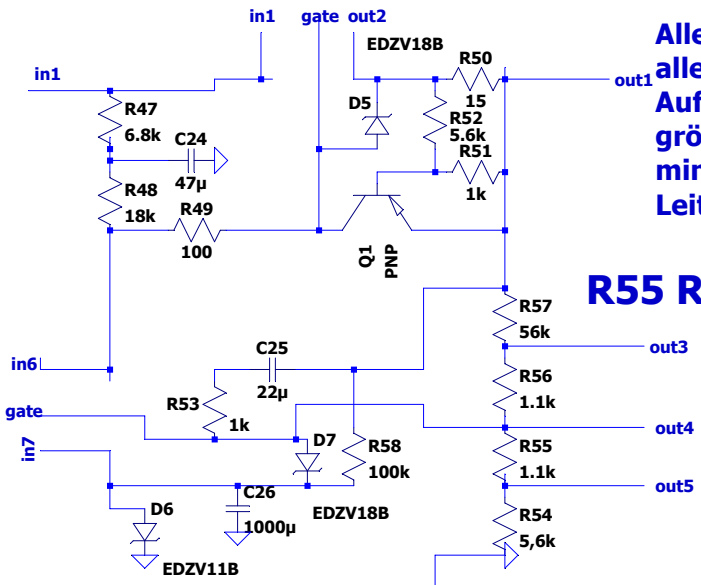 in1
gate
out2
EDZV18B
in1
R50
15
out1
Alle
alle
Auf
grö
min
Leit
R47
6.8k
D5
R52
5.6k
C24
47µ
R51
1k
R48
18k
R49
100
Q1
PNP
R57
56k
R55 R
in6
C25
22µ
out3
R53
1k
R56
1.1k
gate
D7
R58
100k
out4
in7
R55
1.1k
C26
1000µ
out5
D6
EDZV18B
R54
5,6k
EDZV11B